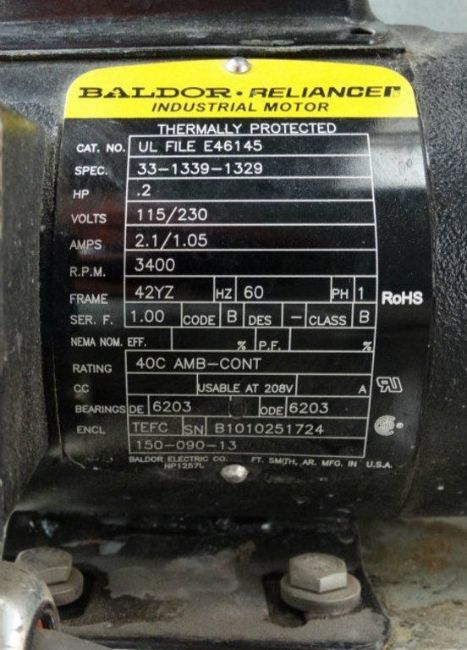 BALDOR • RELIANCER
INDUSTRIAL MOTOR
THERMALLY PROTECTED
CAT. NO. UL FILE E46145
SPEC. 33-1339-1329
HP .2
VOLTS 115/230
AMPS 2.1/1.05
R.P.M. 3400
FRAME 42YZ HZ 60 PH 1 RoHS
SER. F. 1.00 CODE B DES - CLASS B
NEMA NOM. EFF. % P.F. %
RATING 40C AMB-CONT
CC USABLE AT 208V A
BEARINGS DE 6203 ODE 6203
ENCL TEFC SN B1010251724
150-090-13
BALDOR ELECTRIC CO. FT. SMITH, AR. MFG. IN U.S.A.
NP1257L